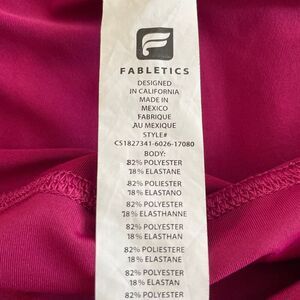 FABLETICS
DESIGNED
IN CALIFORNIA
MADE IN
MEXICO
FABRIQUE
AU MEXIQUE
STYLE#
CS1827341-6026-17080
BODY:
82% POLYESTER
18% ELASTANE
82% POLIESTER
18% ELASTANO
82% POLYESTER
18% ELASTHANNE
82% POLYESTER
18% ELASTHAN
82% POLIESTERE
18% ELASTANE
82% POLYESTER
18% ELASTAN
82% POLYESTER